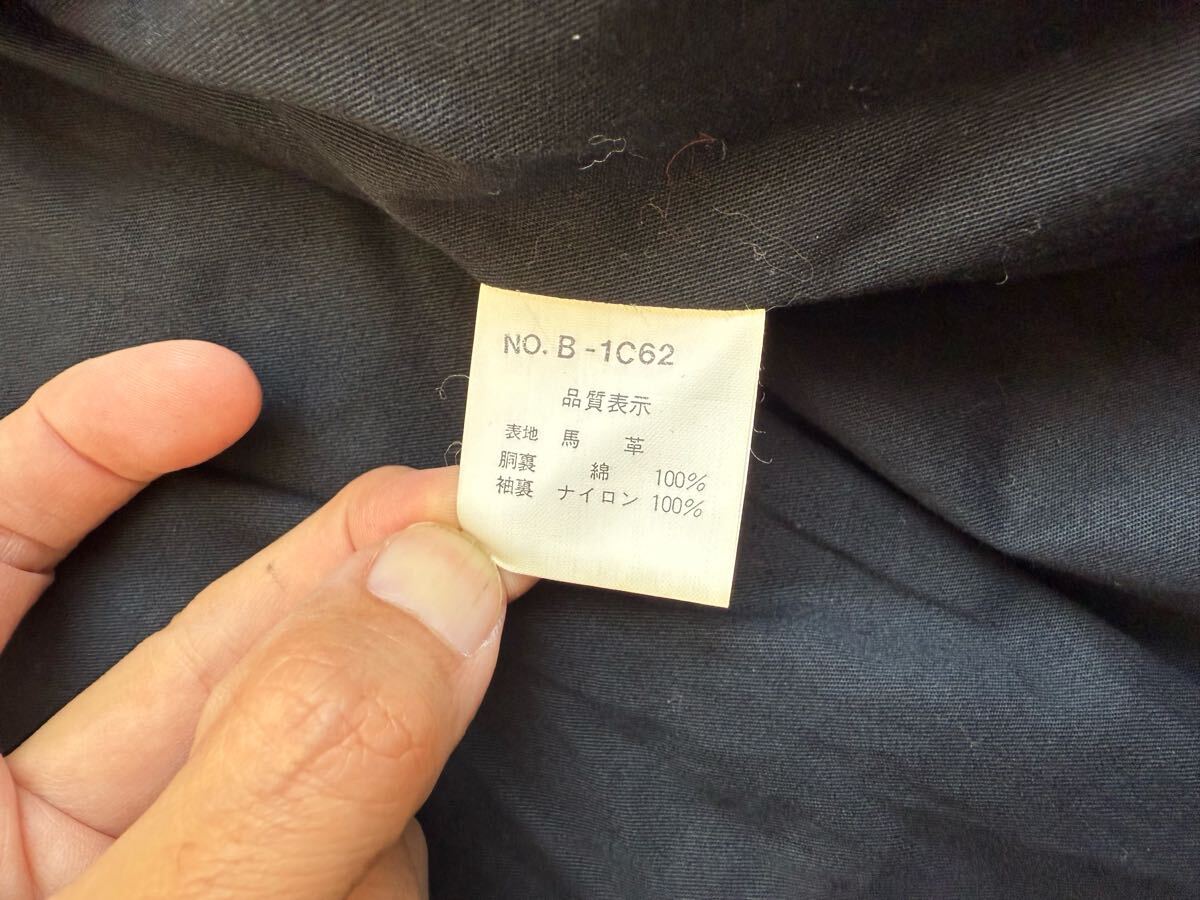 NO. B -1C62
品質表示
表地 馬 革
胴裏 綿 100%
袖裏 ナイロン 100%